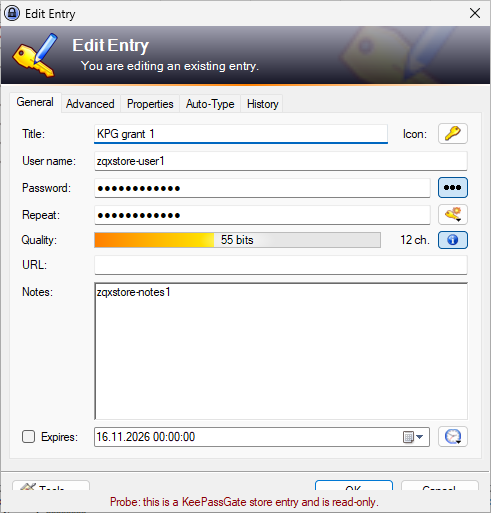 Edit Entry
Edit Entry
You are editing an existing entry.
General Advanced Properties Auto-Type History
Title: KPG grant 1 Icon:
User name: zqxstore-user1
Password: ●●●●●●●●●●●● ●●●
Repeat: ●●●●●●●●●●●●
Quality: 55 bits 12 ch.
URL:
Notes: zqxstore-notes1
Expires: 16.11.2026 00:00:00
Tools OK Cancel
Probe: this is a KeePassGate store entry and is read-only.